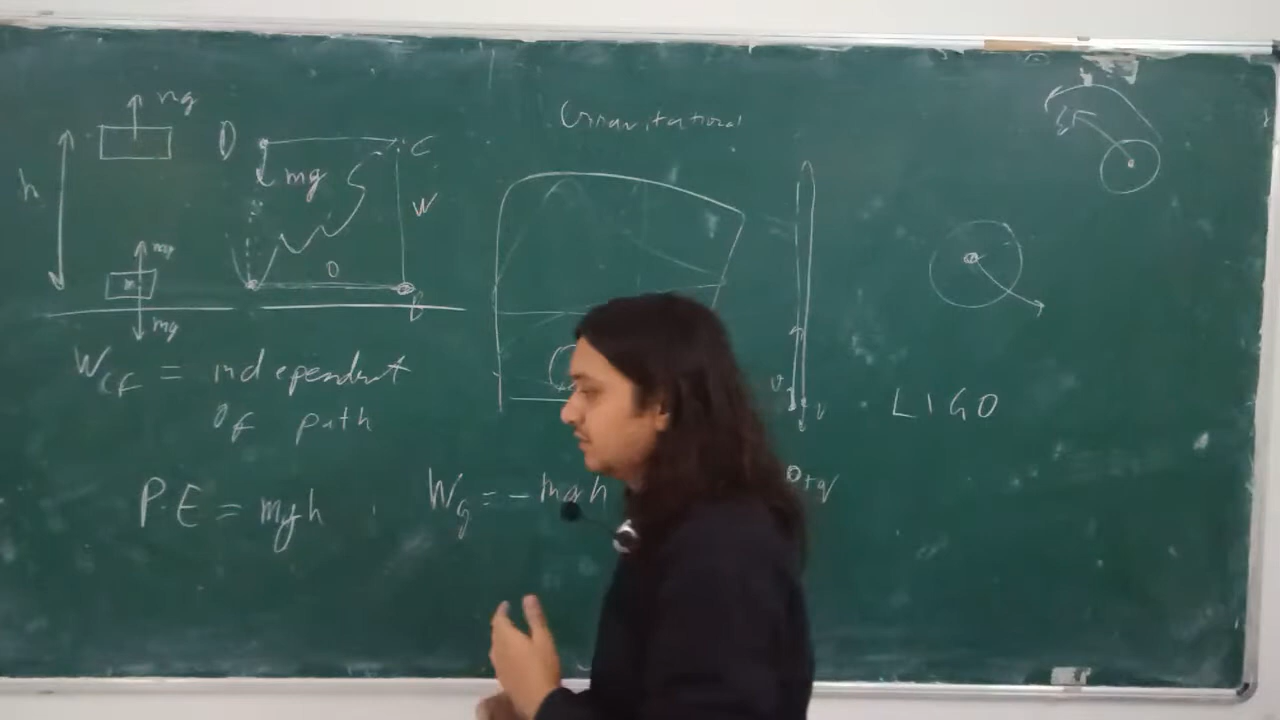 Gravitational
mg
D
C
mg
h
W
O
mg
mg
B
W_CF = independent
of path
LIGO
P.E = mgh , W_g = - mgh